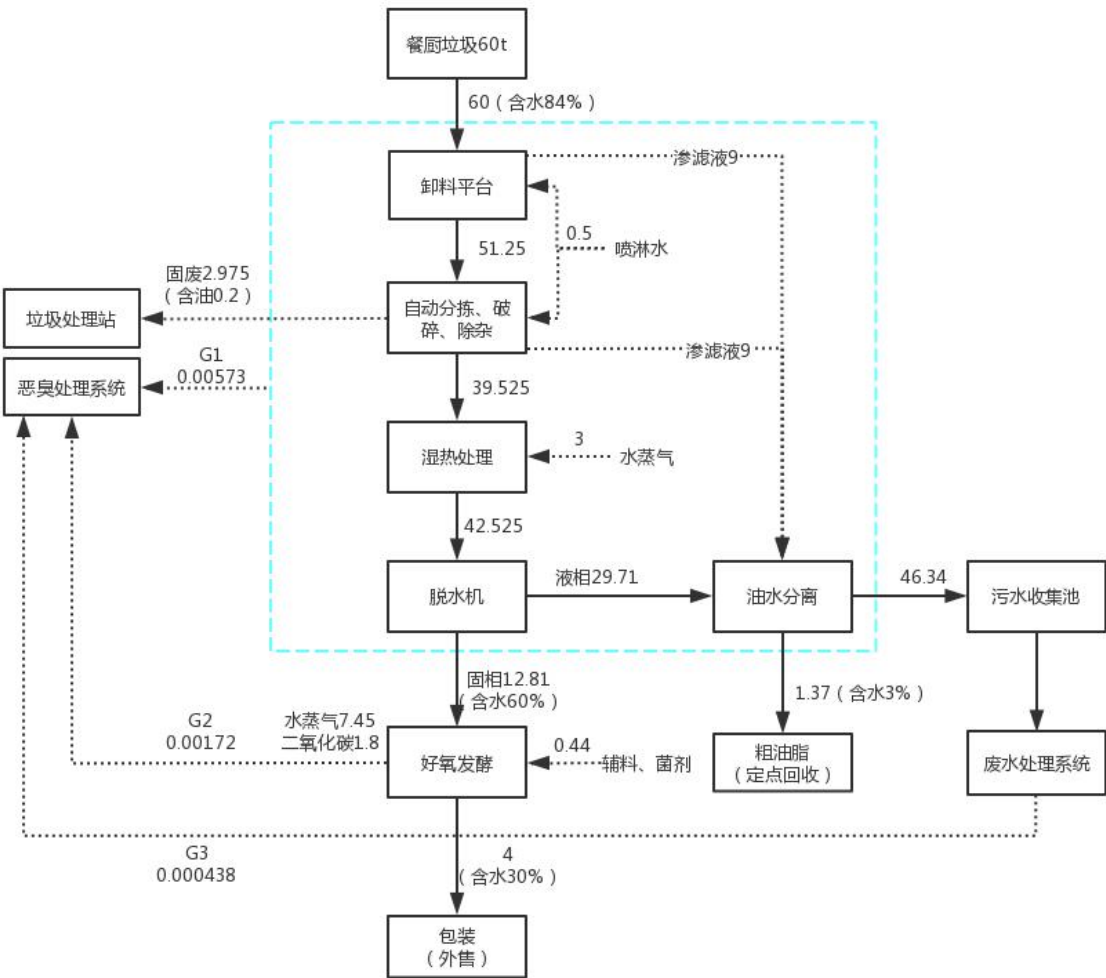 餐厨垃圾60t
60（含水84%）
渗滤液9
卸料平台
0.5
喷淋水
51.25
固废2.975
（含油0.2）
垃圾处理站
自动分拣、破
碎、除杂
渗滤液9
G1
0.00573
恶臭处理系统
39.525
湿热处理
3
水蒸气
42.525
脱水机
液相29.71
油水分离
46.34
污水收集池
固相12.81
（含水60%）
1.37（含水3%）
G2
0.00172
水蒸气7.45
二氧化碳1.8
好氧发酵
0.44
辅料、菌剂
粗油脂
（定点回收）
废水处理系统
G3
0.000438
4
（含水30%）
包装
（外售）